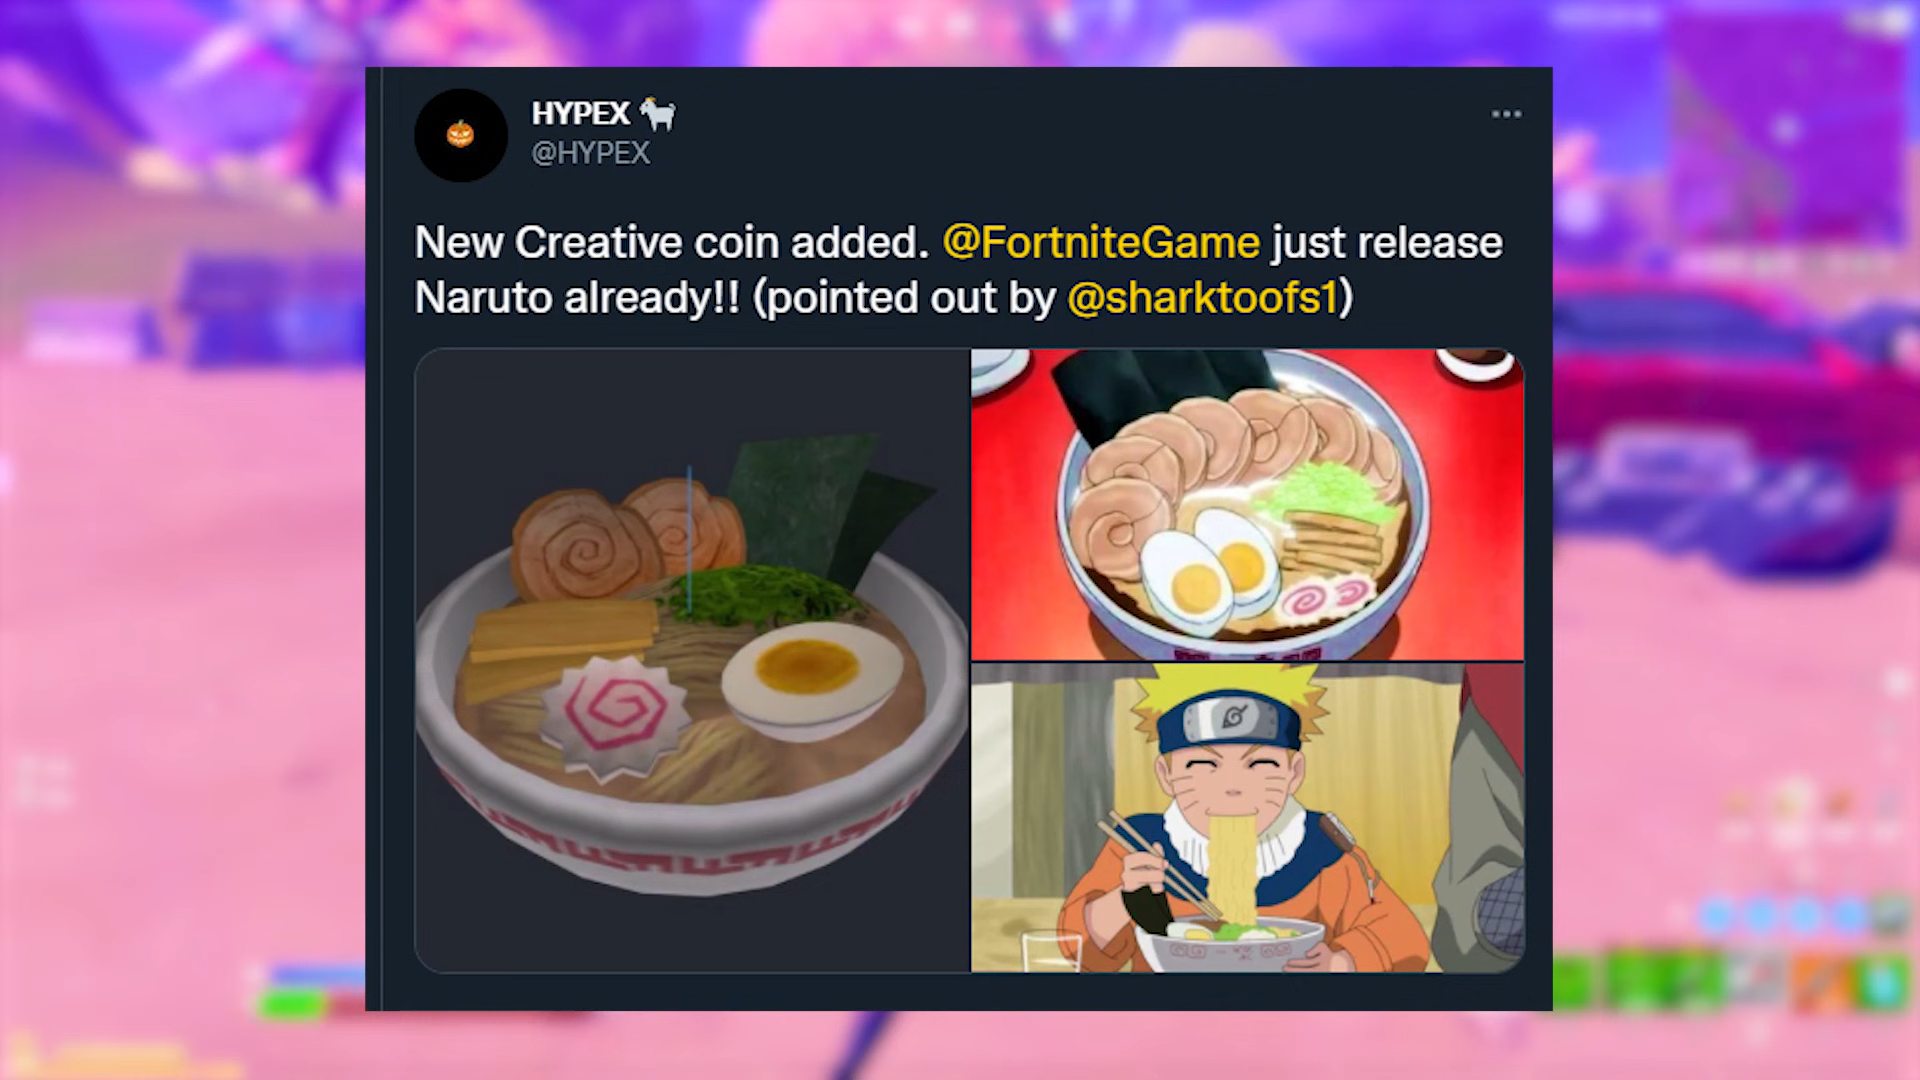 HYPEX 🐐
@HYPEX
New Creative coin added. @FortniteGame just release
Naruto already!! (pointed out by @sharktoofs1)